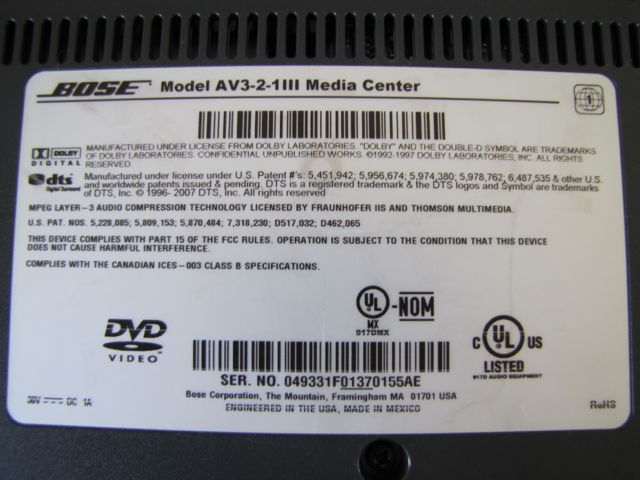 BOSE Model AV3-2-1III Media Center
1
DOLBY DIGITAL
MANUFACTURED UNDER LICENSE FROM DOLBY LABORATORIES. "DOLBY" AND THE DOUBLE-D SYMBOL ARE TRADEMARKS
OF DOLBY LABORATORIES. CONFIDENTIAL UNPUBLISHED WORKS ©1992-1997 DOLBY LABORATORIES, INC. ALL RIGHTS
RESERVED
dts Digital Surround
Manufactured under license under U.S. Patent #'s: 5,451,942; 5,956,674; 5,974,380; 5,978,762; 6,487,535 & other U.S.
and worldwide patents issued & pending. DTS is a registered trademark & the DTS logos and Symbol are trademarks
of DTS, Inc. © 1996- 2007 DTS, Inc. All rights reserved
MPEG LAYER-3 AUDIO COMPRESSION TECHNOLOGY LICENSED BY FRAUNHOFER IIS AND THOMSON MULTIMEDIA.
U.S. PAT. NOS. 5,228,085; 5,809,153; 5,870,484; 7,318,230; D517,032; D462,065
THIS DEVICE COMPLIES WITH PART 15 OF THE FCC RULES. OPERATION IS SUBJECT TO THE CONDITION THAT THIS DEVICE
DOES NOT CAUSE HARMFUL INTERFERENCE.
COMPLIES WITH THE CANADIAN ICES-003 CLASS B SPECIFICATIONS.
UL -NOM
MX
917DMX
DVD
VIDEO™
C UL US
LISTED
917D AUDIO EQUIPMENT
SER. NO. 049331F01370155AE
Bose Corporation, The Mountain, Framingham MA 01701 USA
ENGINEERED IN THE USA, MADE IN MEXICO
DC 1A
RoHS